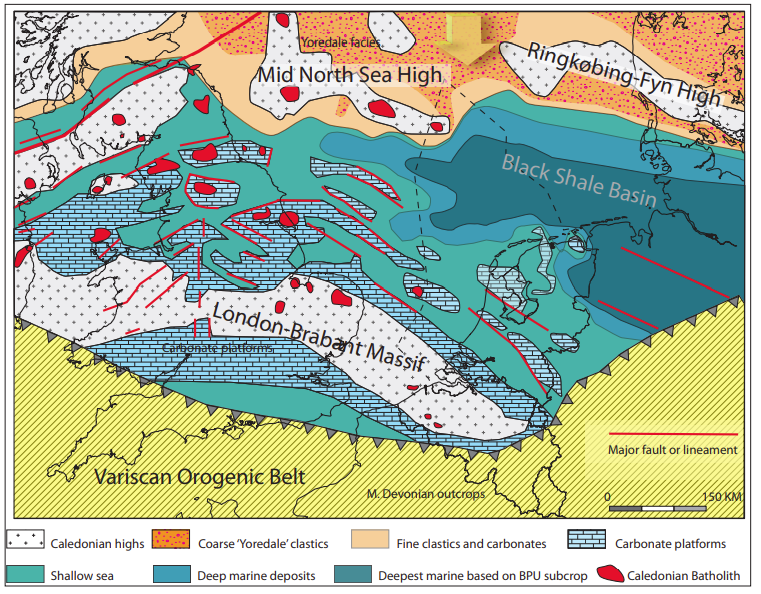 Yoredale facies
Mid North Sea High
Ringkøbing-Fyn High
Black Shale Basin
London-Brabant Massif
Carbonate platforms
Major fault or lineament
Variscan Orogenic Belt
M. Devonian outcrops
0 150 KM
Caledonian highs
Coarse ‘Yoredale’ clastics
Fine clastics and carbonates
Carbonate platforms
Shallow sea
Deep marine deposits
Deepest marine based on BPU subcrop
Caledonian Batholith